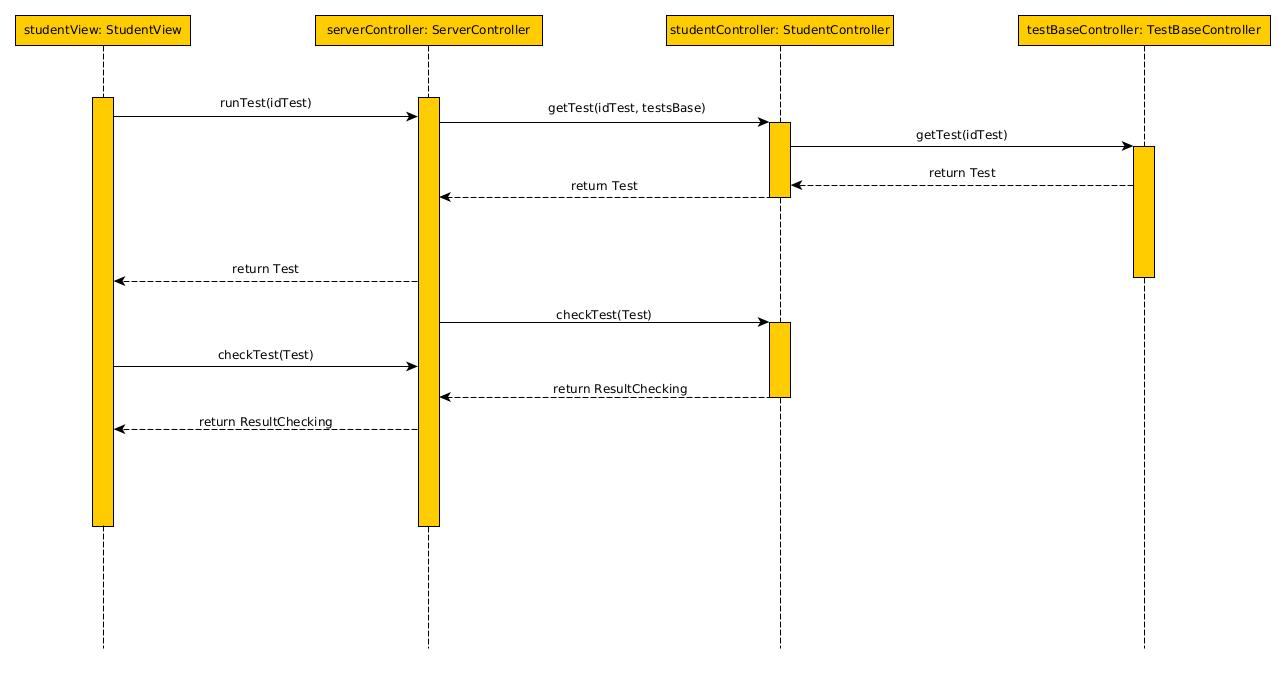 studentView: StudentView
serverController: ServerController
studentController: StudentController
testBaseController: TestBaseController
runTest(idTest)
getTest(idTest, testsBase)
getTest(idTest)
return Test
return Test
return Test
checkTest(Test)
checkTest(Test)
return ResultChecking
return ResultChecking